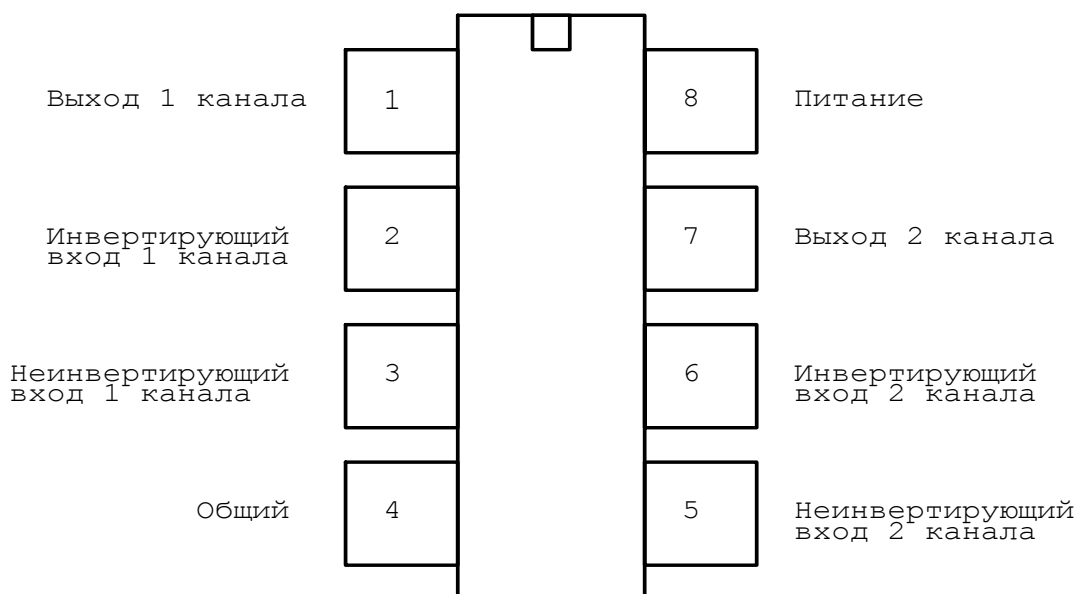 Выход 1 канала
1
8
Питание
Инвертирующий
вход 1 канала
2
7
Выход 2 канала
Неинвертирующий
вход 1 канала
3
6
Инвертирующий
вход 2 канала
Общий
4
5
Неинвертирующий
вход 2 канала